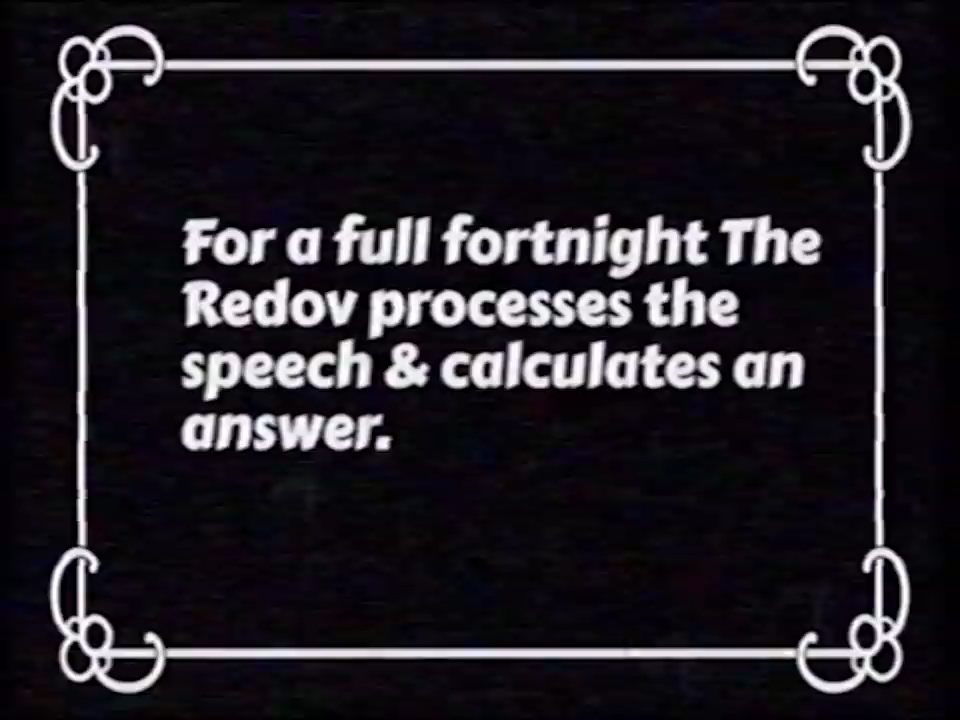 For a full fortnight The
Redov processes the
speech & calculates an
answer.